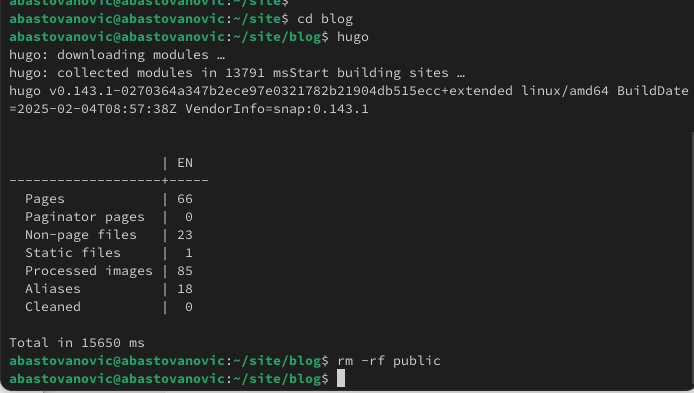 abastovanovic@abastovanovic:~/site$
abastovanovic@abastovanovic:~/site$ cd blog
abastovanovic@abastovanovic:~/site/blog$ hugo
hugo: downloading modules …
hugo: collected modules in 13791 msStart building sites …
hugo v0.143.1-0270364a347b2ece97e0321782b21904db515ecc+extended linux/amd64 BuildDate
=2025-02-04T08:57:38Z VendorInfo=snap:0.143.1
                   | EN
-------------------+-----
  Pages            | 66
  Paginator pages  |  0
  Non-page files   | 23
  Static files     |  1
  Processed images | 85
  Aliases          | 18
  Cleaned          |  0
Total in 15650 ms
abastovanovic@abastovanovic:~/site/blog$ rm -rf public
abastovanovic@abastovanovic:~/site/blog$